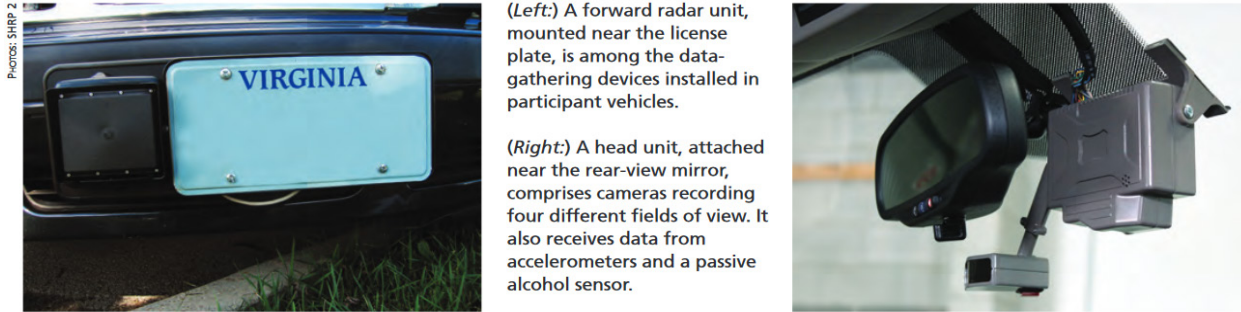 PHOTOS: SHRP 2
VIRGINIA
(Left:) A forward radar unit,
mounted near the license
plate, is among the data-
gathering devices installed in
participant vehicles.
(Right:) A head unit, attached
near the rear-view mirror,
comprises cameras recording
four different fields of view. It
also receives data from
accelerometers and a passive
alcohol sensor.